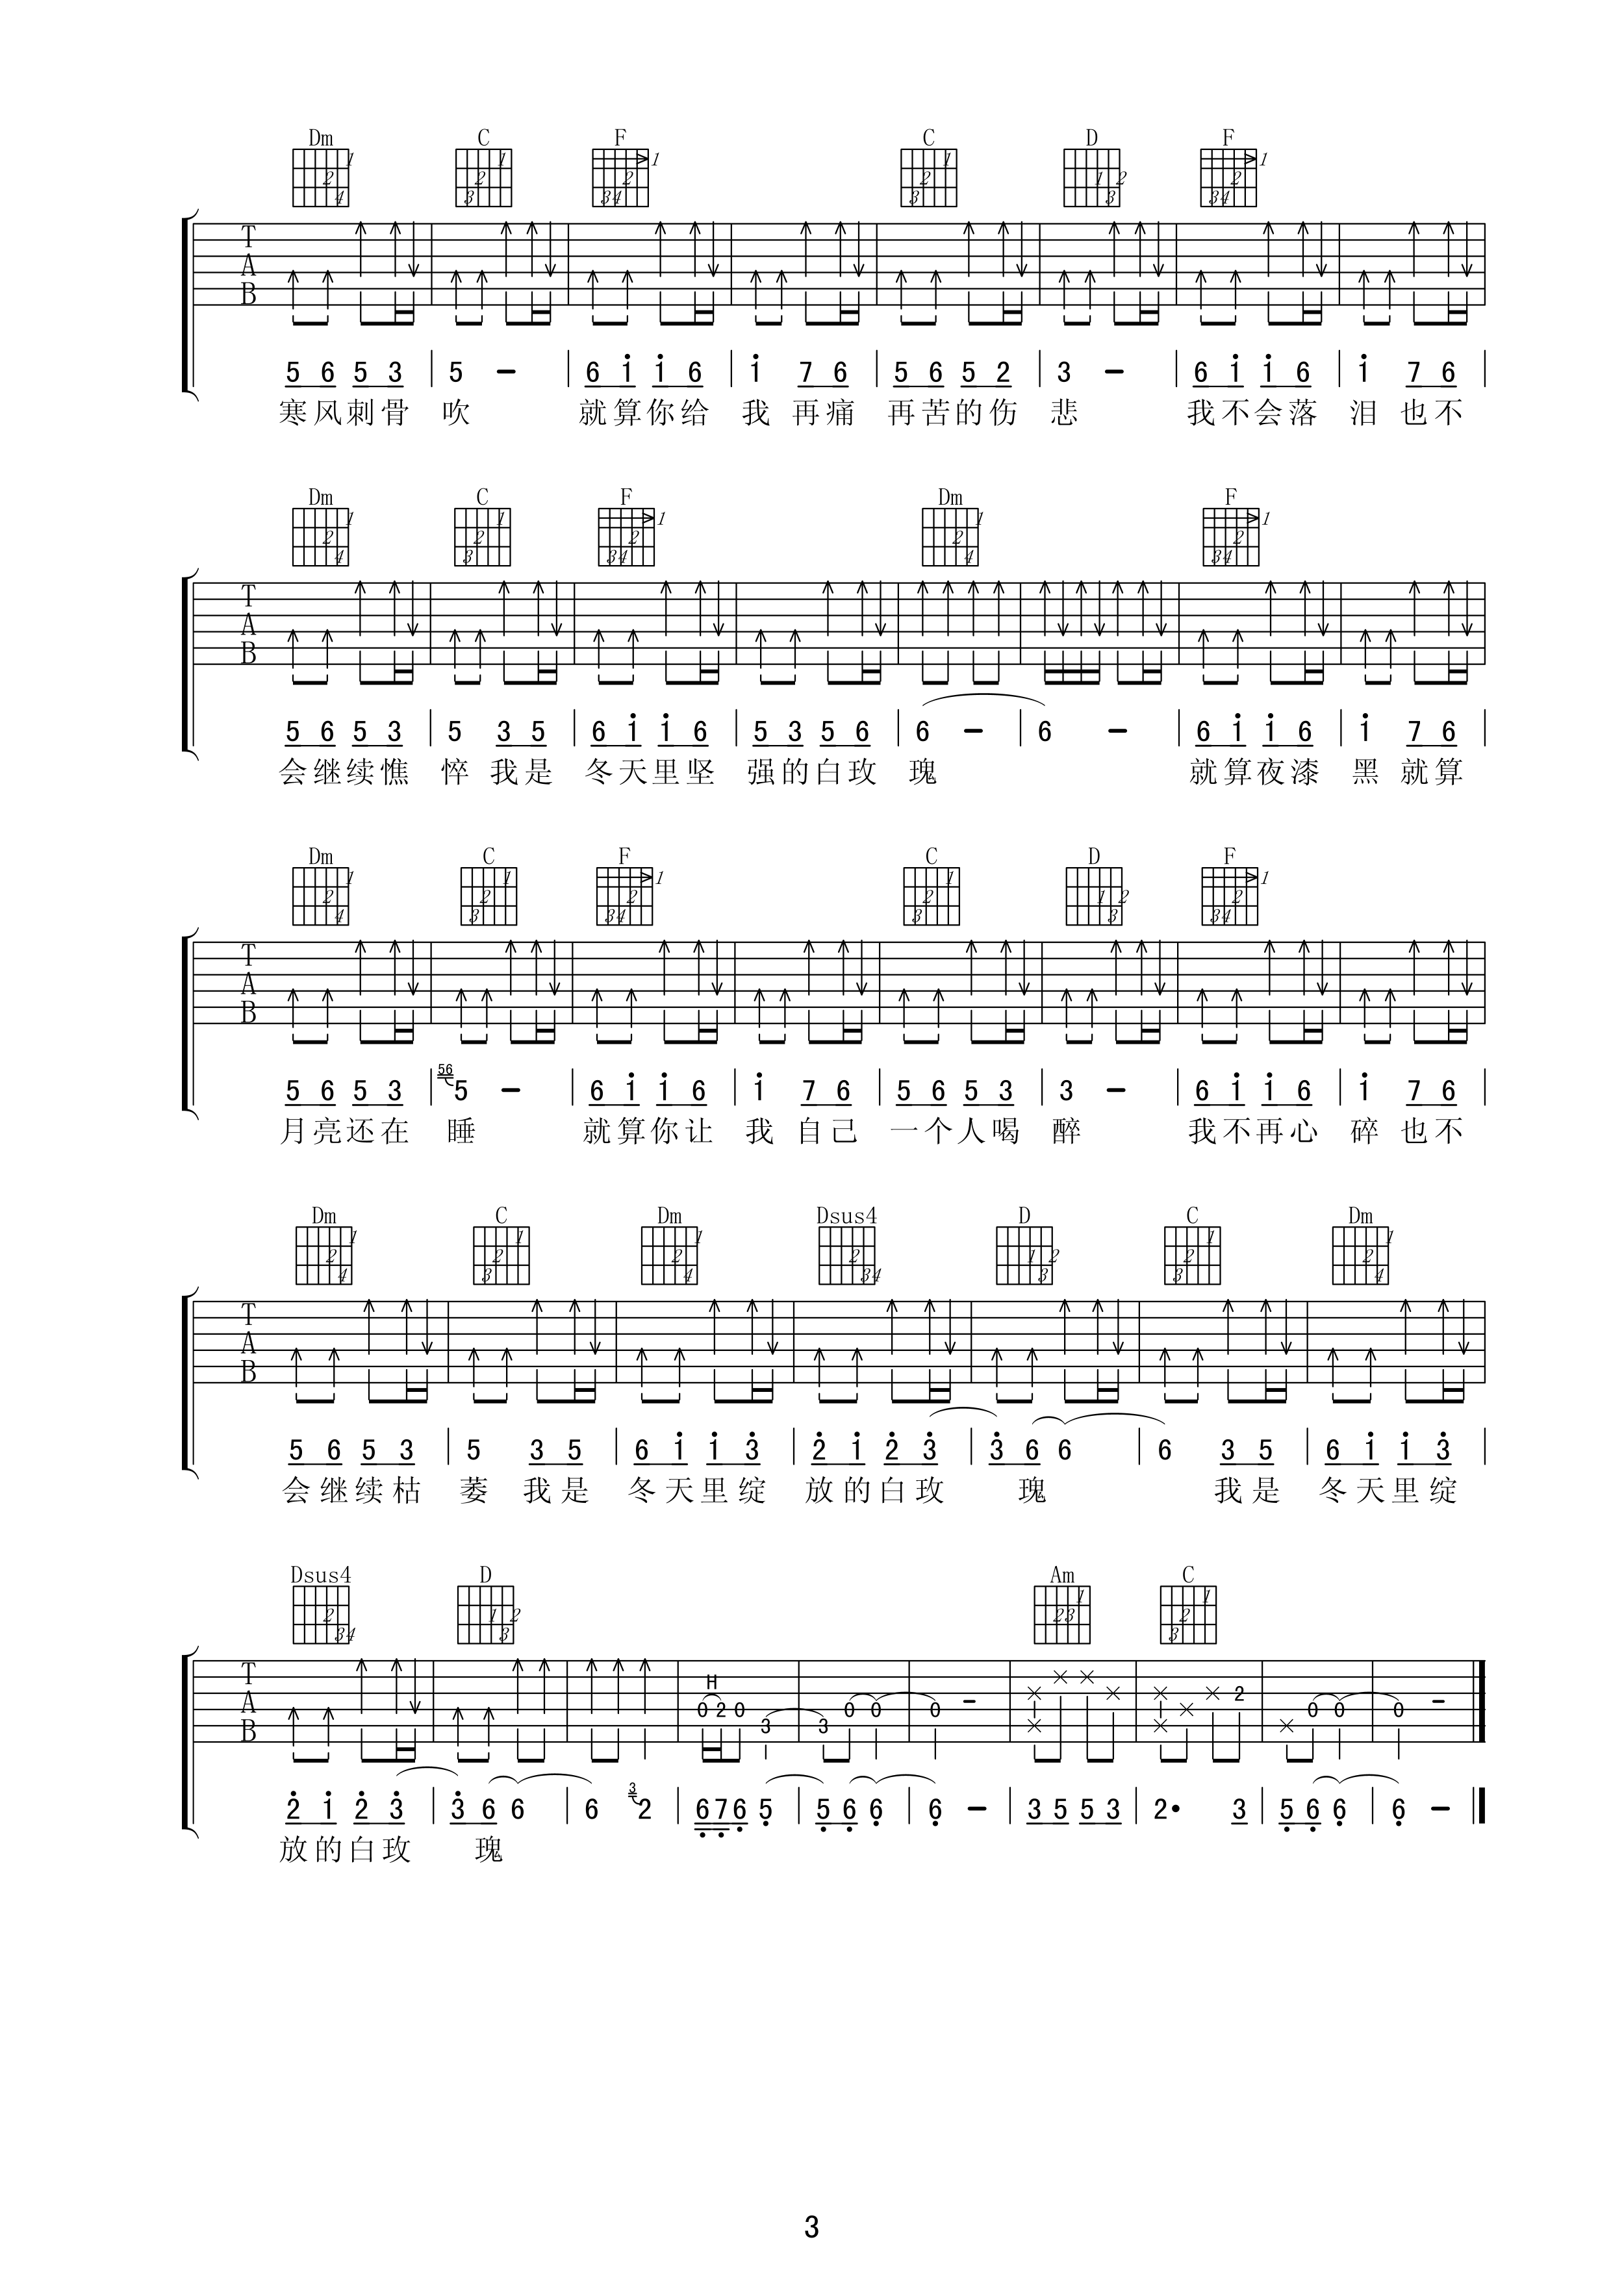 Dm C F C D F
T
A
B
5 6 5 3 | 5 - | 6 i i 6 | i 7 6 | 5 6 5 2 | 3 - | 6 i i 6 | i 7 6 |
寒风刺骨 吹 就算你给 我 再痛 再苦的伤 悲 我不会落 泪 也不
Dm C F Dm F
T
A
B
5 6 5 3 | 5 3 5 | 6 i i 6 | 5 3 5 6 | 6 - | 6 - | 6 i i 6 | i 7 6 |
会继续憔 悴 我是 冬天里坚 强的白玫 瑰 就算夜漆 黑 就算
Dm C F C D F
T
A
B
5 6 5 3 | 56 5 - | 6 i i 6 | i 7 6 | 5 6 5 3 | 3 - | 6 i i 6 | i 7 6 |
月亮还在 睡 就算你让 我 自己 一个人喝 醉 我不再心 碎 也不
Dm C Dm Dsus4 D C Dm
T
A
B
5 6 5 3 | 5 3 5 | 6 i i 3 | 2 i 2 3 | 3 6 6 | 6 3 5 | 6 i i 3 |
会继续枯 萎 我是 冬天里绽 放的白玫 瑰 我是 冬天里绽
Dsus4 D Am C
T
A
B
H
0 2 0 3 3 0 0 0 - 2 0 0 0 -
2 i 2 3 | 3 6 6 | 6 3 2 | 6 7 6 5 | 5 6 6 | 6 - | 3 5 5 3 | 2• 3 | 5 6 6 | 6 - |
放的白玫 瑰
3